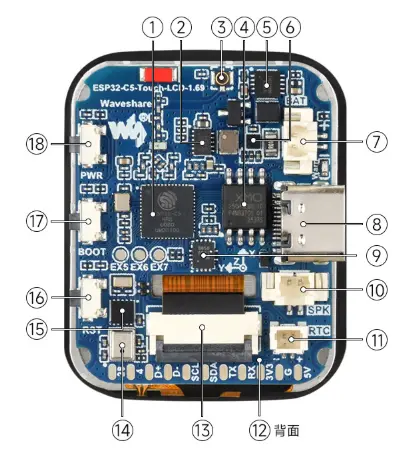 ① ② ③ ④ ⑤ ⑥
ESP32-C5-Touch-LCD-1.69
Waveshare
BAT
⑱
⑦
PWR
⑰
⑧
BOOT
EX5 EX6 EX7
Y
Z
⑨
⑯
⑩
SPK
RST
⑮
RTC
⑪
D+ D- SCL SDA TX RX 3V3 G 5V
⑭ ⑬ ⑫ 背面